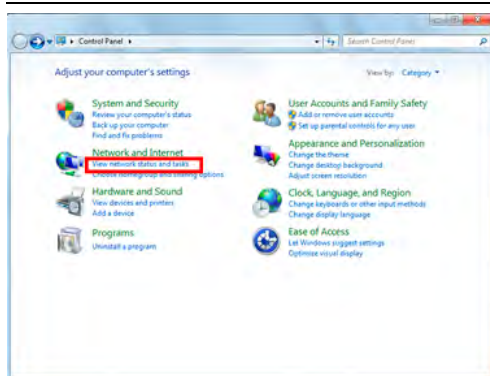 Control Panel
Search Control Panel
Adjust your computer's settings
View by: Category
System and Security
Review your computer's status
Back up your computer
Find and fix problems
Network and Internet
View network status and tasks
Choose homegroup and sharing options
Hardware and Sound
View devices and printers
Add a device
Programs
Uninstall a program
User Accounts and Family Safety
Add or remove user accounts
Set up parental controls for any user
Appearance and Personalization
Change the theme
Change desktop background
Adjust screen resolution
Clock, Language, and Region
Change keyboards or other input methods
Change display language
Ease of Access
Let Windows suggest settings
Optimize visual display